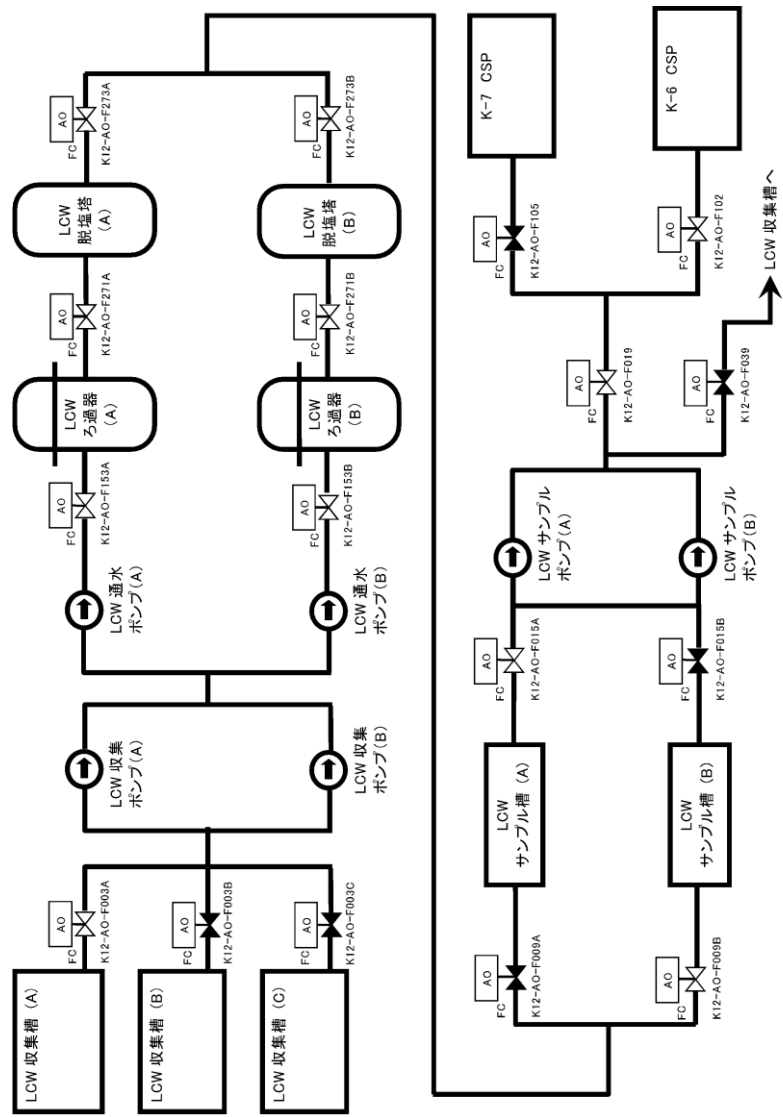 LCW 収集槽 (A)
LCW 収集槽 (B)
LCW 収集槽 (C)
AO
FC
K12-AO-F003A
AO
FC
K12-AO-F003B
AO
FC
K12-AO-F003C
LCW 収集
ポンプ(A)
LCW 収集
ポンプ(B)
LCW 通水
ポンプ(A)
LCW 通水
ポンプ(B)
AO
FC
K12-AO-F153A
AO
FC
K12-AO-F153B
LCW
ろ過器
(A)
LCW
ろ過器
(B)
AO
FC
K12-AO-F271A
AO
FC
K12-AO-F271B
LCW
脱塩塔
(A)
LCW
脱塩塔
(B)
AO
FC
K12-AO-F273A
AO
FC
K12-AO-F273B
AO
FC
K12-AO-F009A
AO
FC
K12-AO-F009B
LCW
サンプル槽 (A)
LCW
サンプル槽 (B)
AO
FC
K12-AO-F015A
AO
FC
K12-AO-F015B
LCW サンプル
ポンプ(A)
LCW サンプル
ポンプ(B)
AO
FC
K12-AO-F019
AO
FC
K12-AO-F039
LCW 収集槽へ
AO
FC
K12-AO-F105
AO
FC
K12-AO-F102
K-7 CSP
K-6 CSP